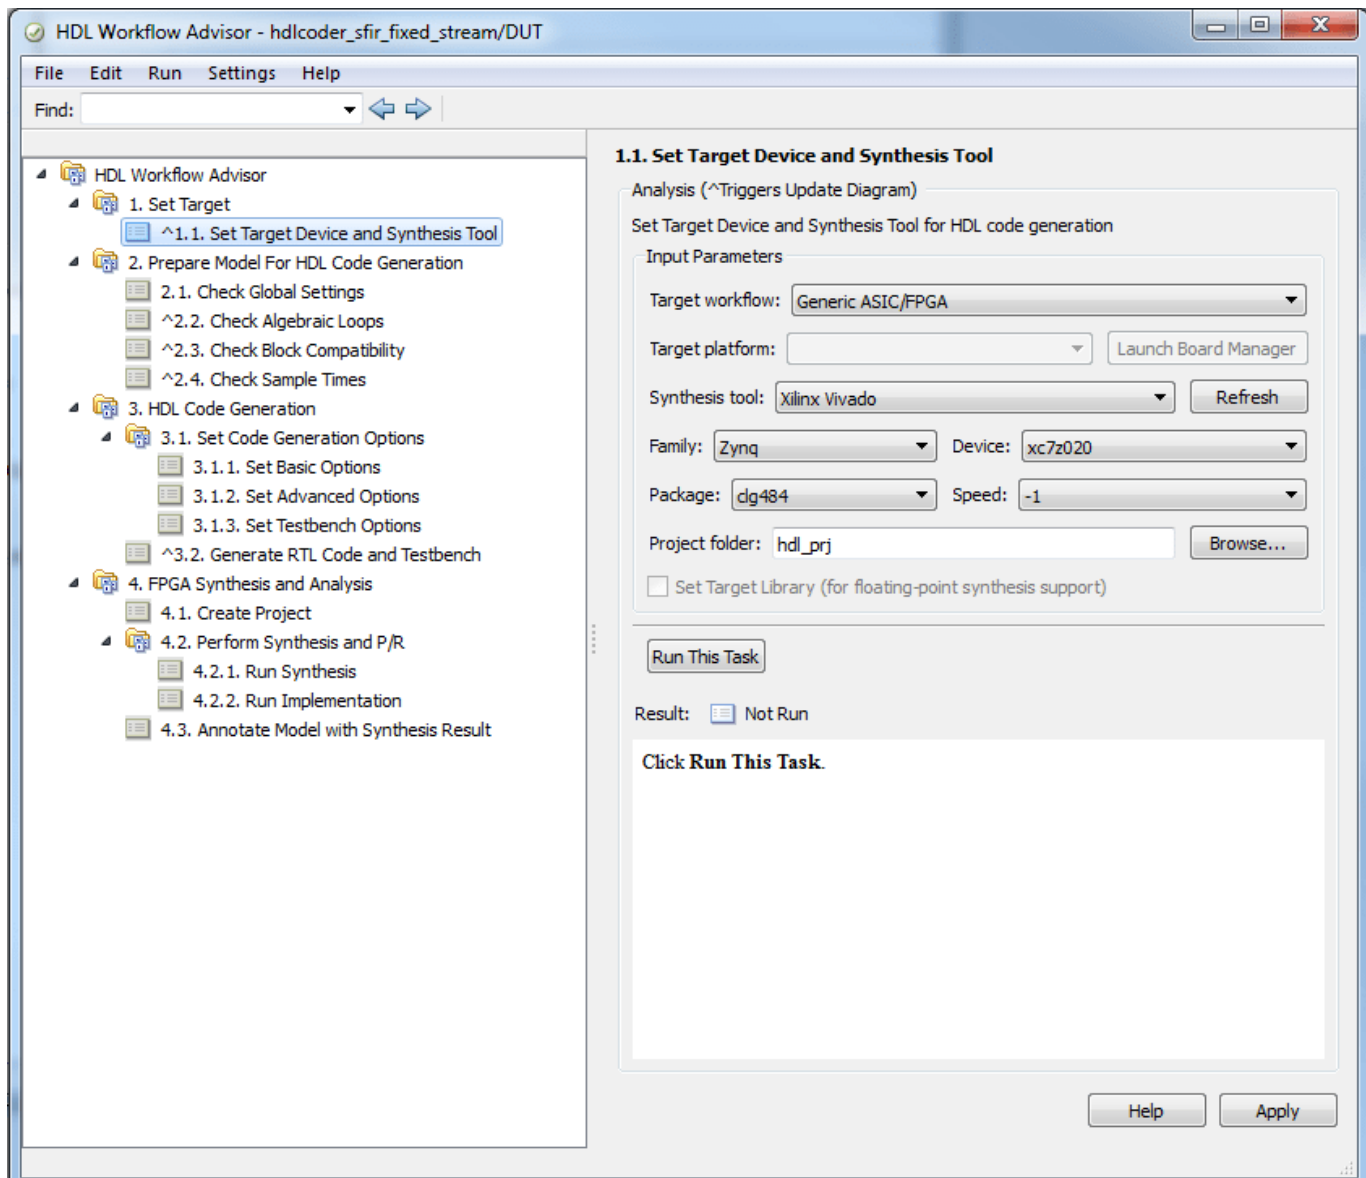 HDL Workflow Advisor - hdlcoder_sfir_fixed_stream/DUT
File Edit Run Settings Help
Find:
HDL Workflow Advisor
1. Set Target
^1.1. Set Target Device and Synthesis Tool
2. Prepare Model For HDL Code Generation
2.1. Check Global Settings
^2.2. Check Algebraic Loops
^2.3. Check Block Compatibility
^2.4. Check Sample Times
3. HDL Code Generation
3.1. Set Code Generation Options
3.1.1. Set Basic Options
3.1.2. Set Advanced Options
3.1.3. Set Testbench Options
^3.2. Generate RTL Code and Testbench
4. FPGA Synthesis and Analysis
4.1. Create Project
4.2. Perform Synthesis and P/R
4.2.1. Run Synthesis
4.2.2. Run Implementation
4.3. Annotate Model with Synthesis Result
1.1. Set Target Device and Synthesis Tool
Analysis (^Triggers Update Diagram)
Set Target Device and Synthesis Tool for HDL code generation
Input Parameters
Target workflow: Generic ASIC/FPGA
Target platform: Launch Board Manager
Synthesis tool: Xilinx Vivado Refresh
Family: Zynq Device: xc7z020
Package: clg484 Speed: -1
Project folder: hdl_prj Browse...
Set Target Library (for floating-point synthesis support)
Run This Task
Result: Not Run
Click Run This Task.
Help Apply